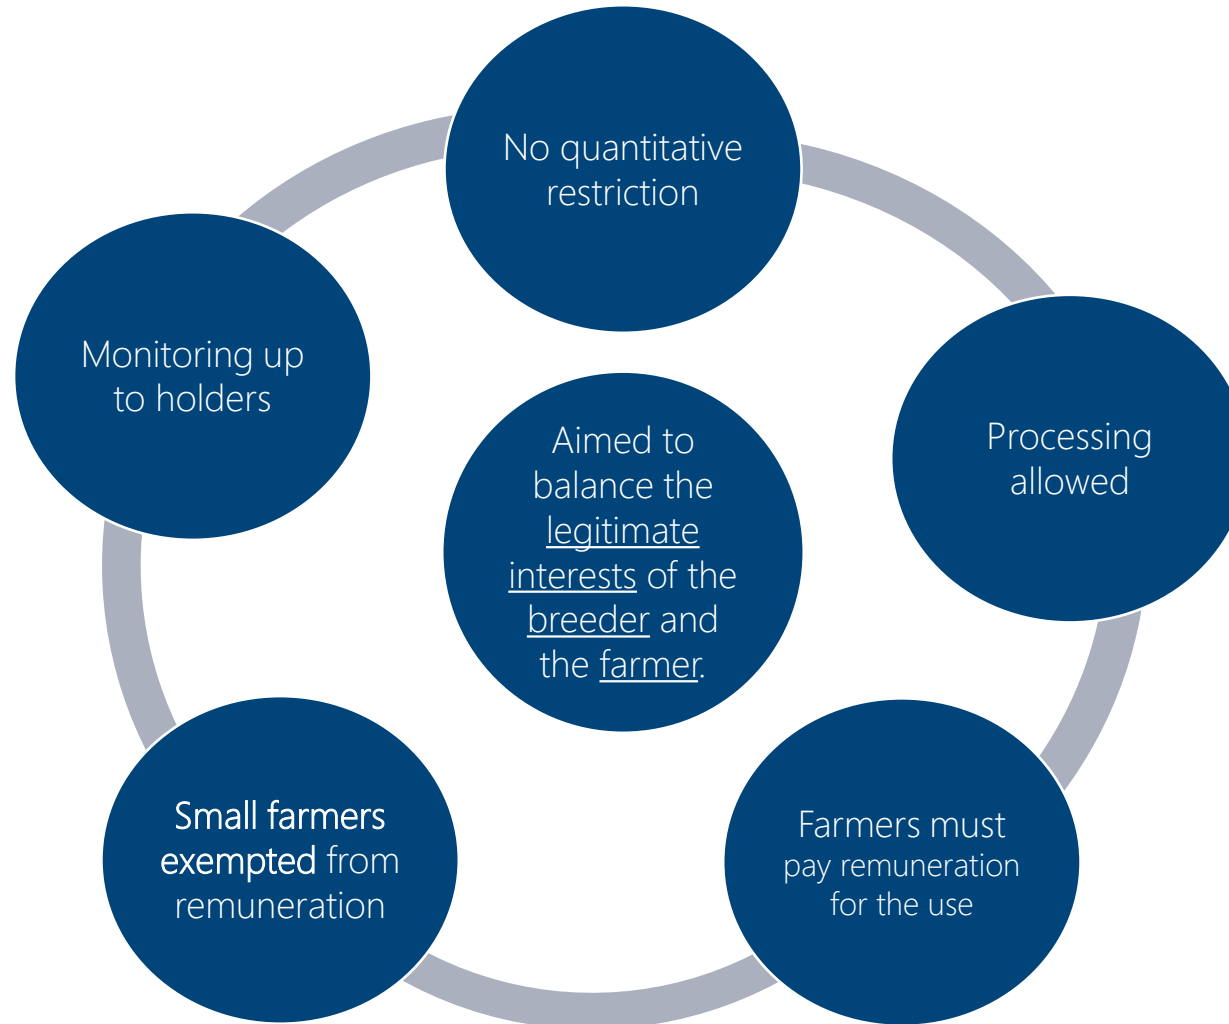 No quantitative
restriction
Processing
allowed
Farmers must
pay remuneration
for the use
Small farmers
exempted from
remuneration
Monitoring up
to holders
Aimed to
balance the
legitimate
interests of the
breeder and
the farmer.